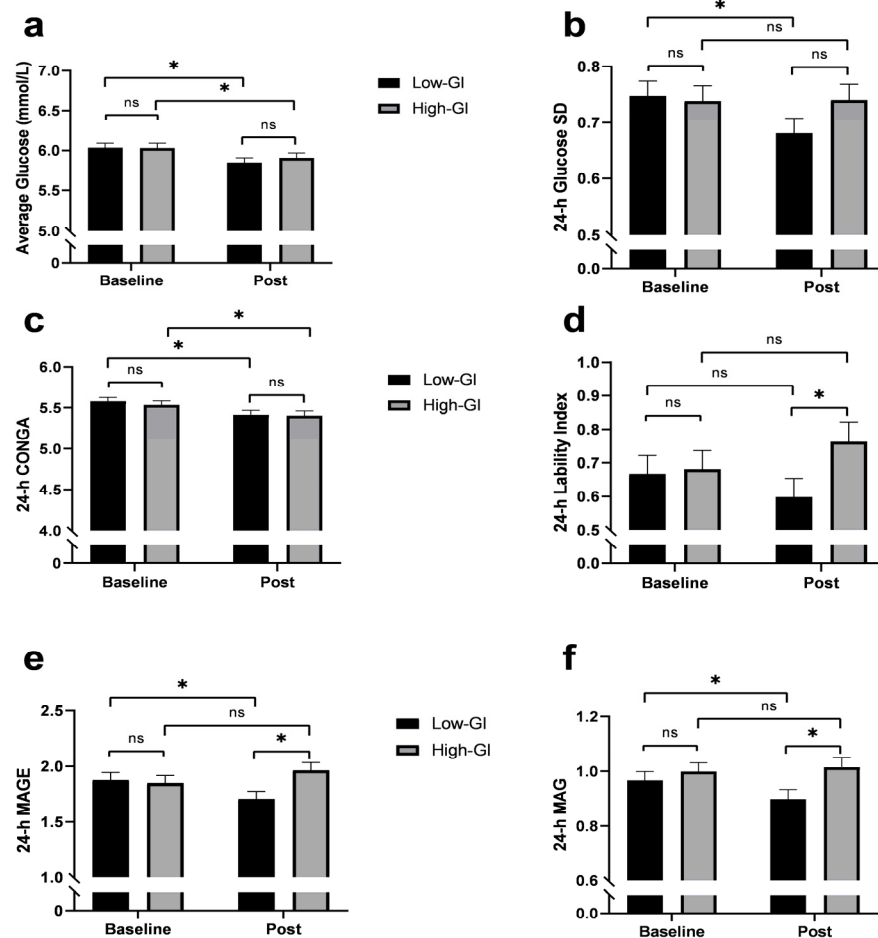 a
Average Glucose (mmol/L)
7.0
6.0
5.5
5.0
0
*
*
ns
ns
Baseline
Post
Low-GI
High-GI
b
24-h Glucose SD
0.8
0.7
0.6
0.5
0.0
*
ns
ns
ns
Baseline
Post
c
24-h CONGA
6.0
5.5
5.0
4.5
4.0
0
*
*
ns
ns
Baseline
Post
Low-GI
High-GI
d
24-h Lability Index
1.0
0.9
0.8
0.7
0.6
0.5
0.0
ns
ns
ns
*
Baseline
Post
e
24-h MAGE
2.5
2.0
1.5
1.0
0
*
ns
ns
*
Baseline
Post
Low-GI
High-GI
f
24-h MAG
1.2
1.0
0.8
0.6
0.0
*
ns
ns
*
Baseline
Post